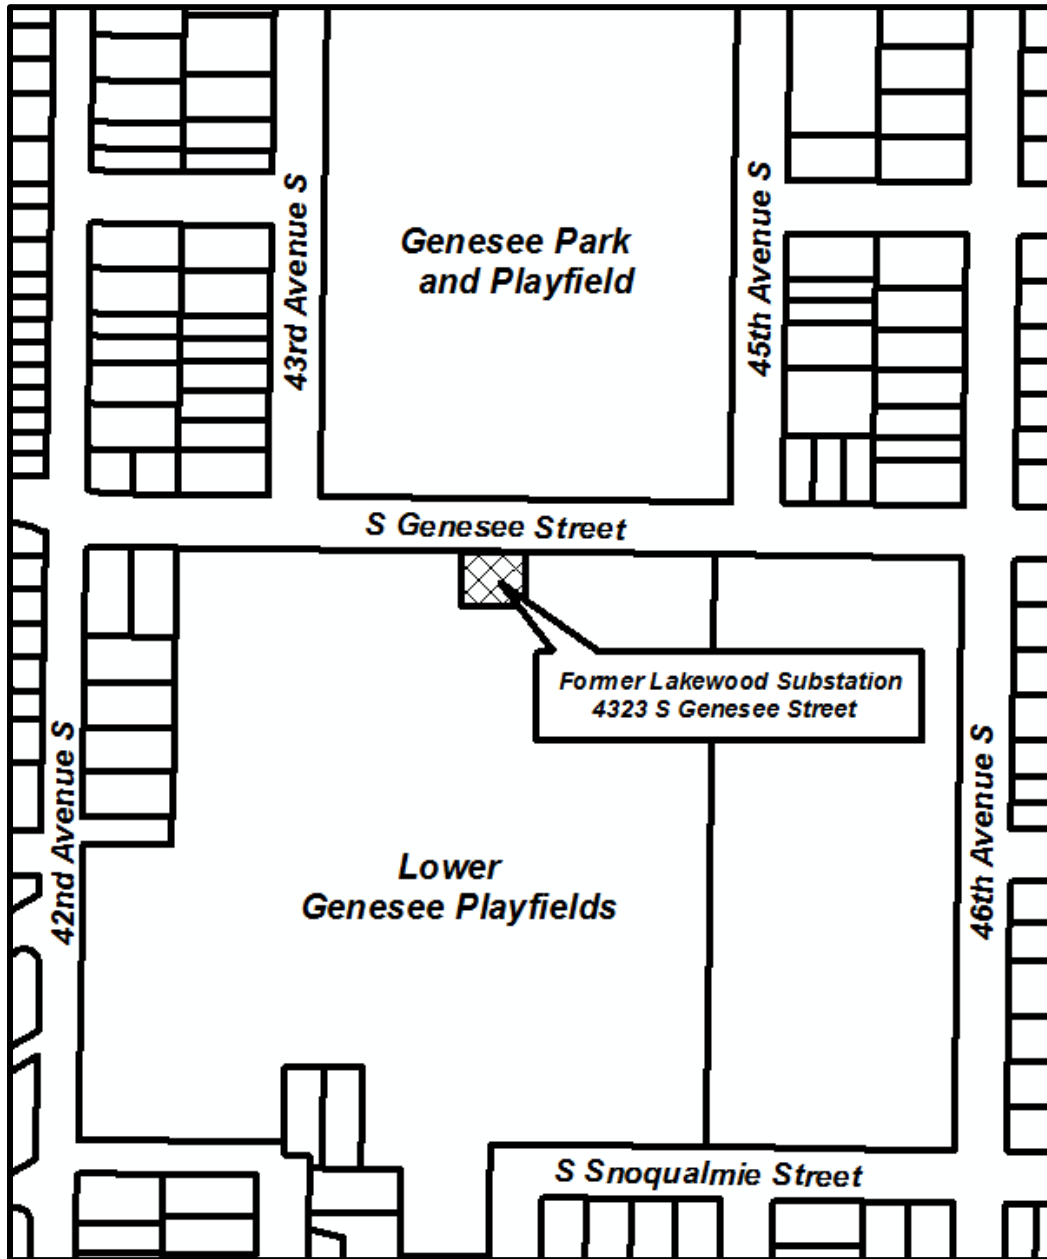 Genesee Park
and Playfield
43rd Avenue S
45th Avenue S
S Genesee Street
Former Lakewood Substation
4323 S Genesee Street
42nd Avenue S
46th Avenue S
Lower
Genesee Playfields
S Snoqualmie Street